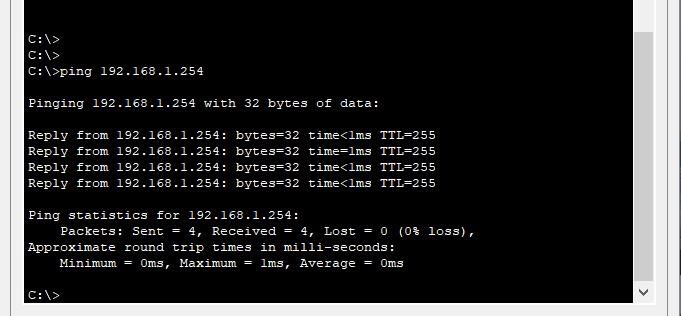 C:\>
C:\>
C:\>ping 192.168.1.254
Pinging 192.168.1.254 with 32 bytes of data:
Reply from 192.168.1.254: bytes=32 time<1ms TTL=255
Reply from 192.168.1.254: bytes=32 time=1ms TTL=255
Reply from 192.168.1.254: bytes=32 time<1ms TTL=255
Reply from 192.168.1.254: bytes=32 time<1ms TTL=255
Ping statistics for 192.168.1.254:
    Packets: Sent = 4, Received = 4, Lost = 0 (0% loss),
Approximate round trip times in milli-seconds:
    Minimum = 0ms, Maximum = 1ms, Average = 0ms
C:\>